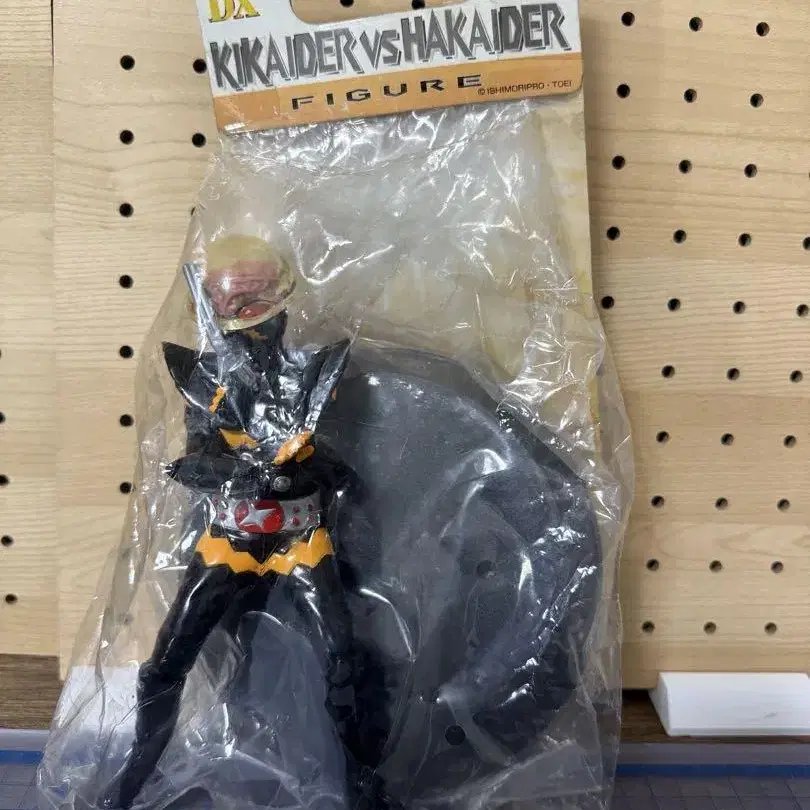 DX
KIKAIDER VS HAKAIDER
FIGURE
©ISHIMORIPRO・TOEI